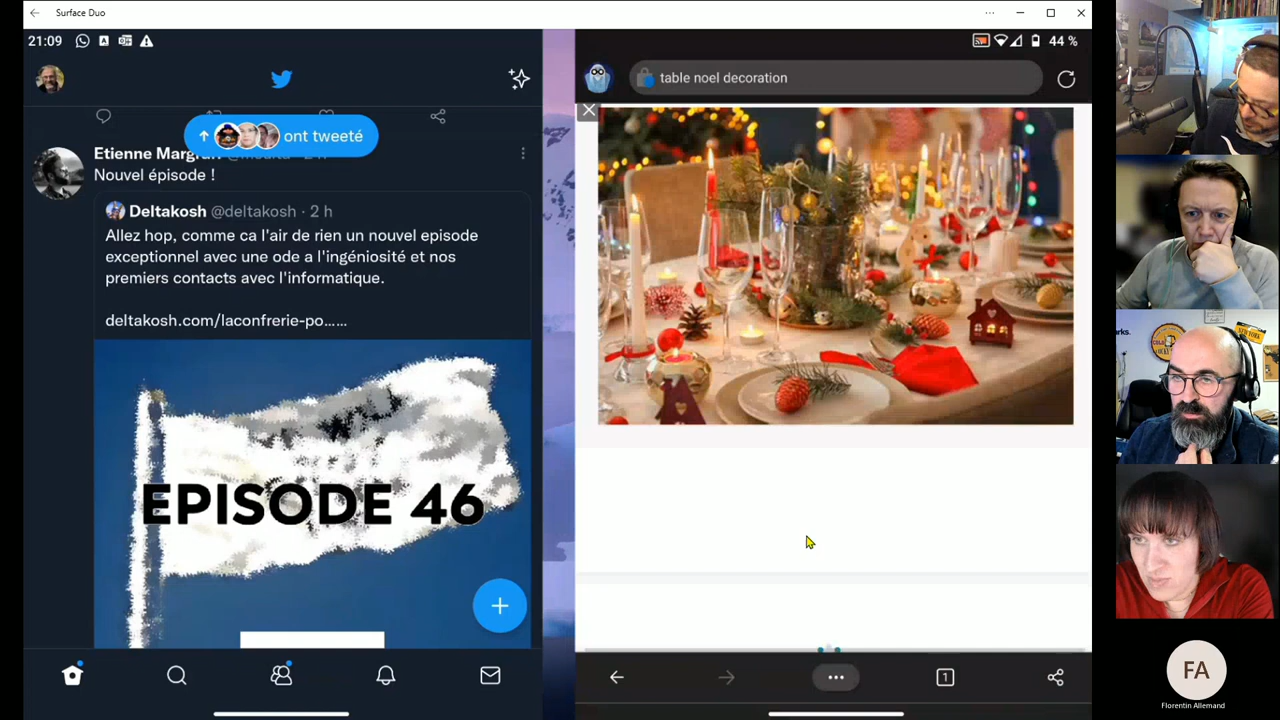 Surface Duo
21:09
44 %
table noel decoration
ont tweeté
Etienne
Nouvel épisode !
Deltakosh @deltakosh · 2 h
Allez hop, comme ca l'air de rien un nouvel episode
exceptionnel avec une ode a l'ingéniosité et nos
premiers contacts avec l'informatique.
deltakosh.com/laconfrerie-po......
EPISODE 46
1
FA
Florentin Allemand